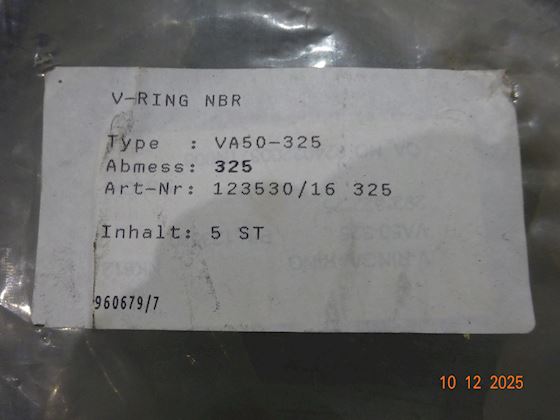 V-RING NBR
Type : VA50-325
Abmess: 325
Art-Nr: 123530/16 325
Inhalt: 5 ST
960679/7
10 12 2025